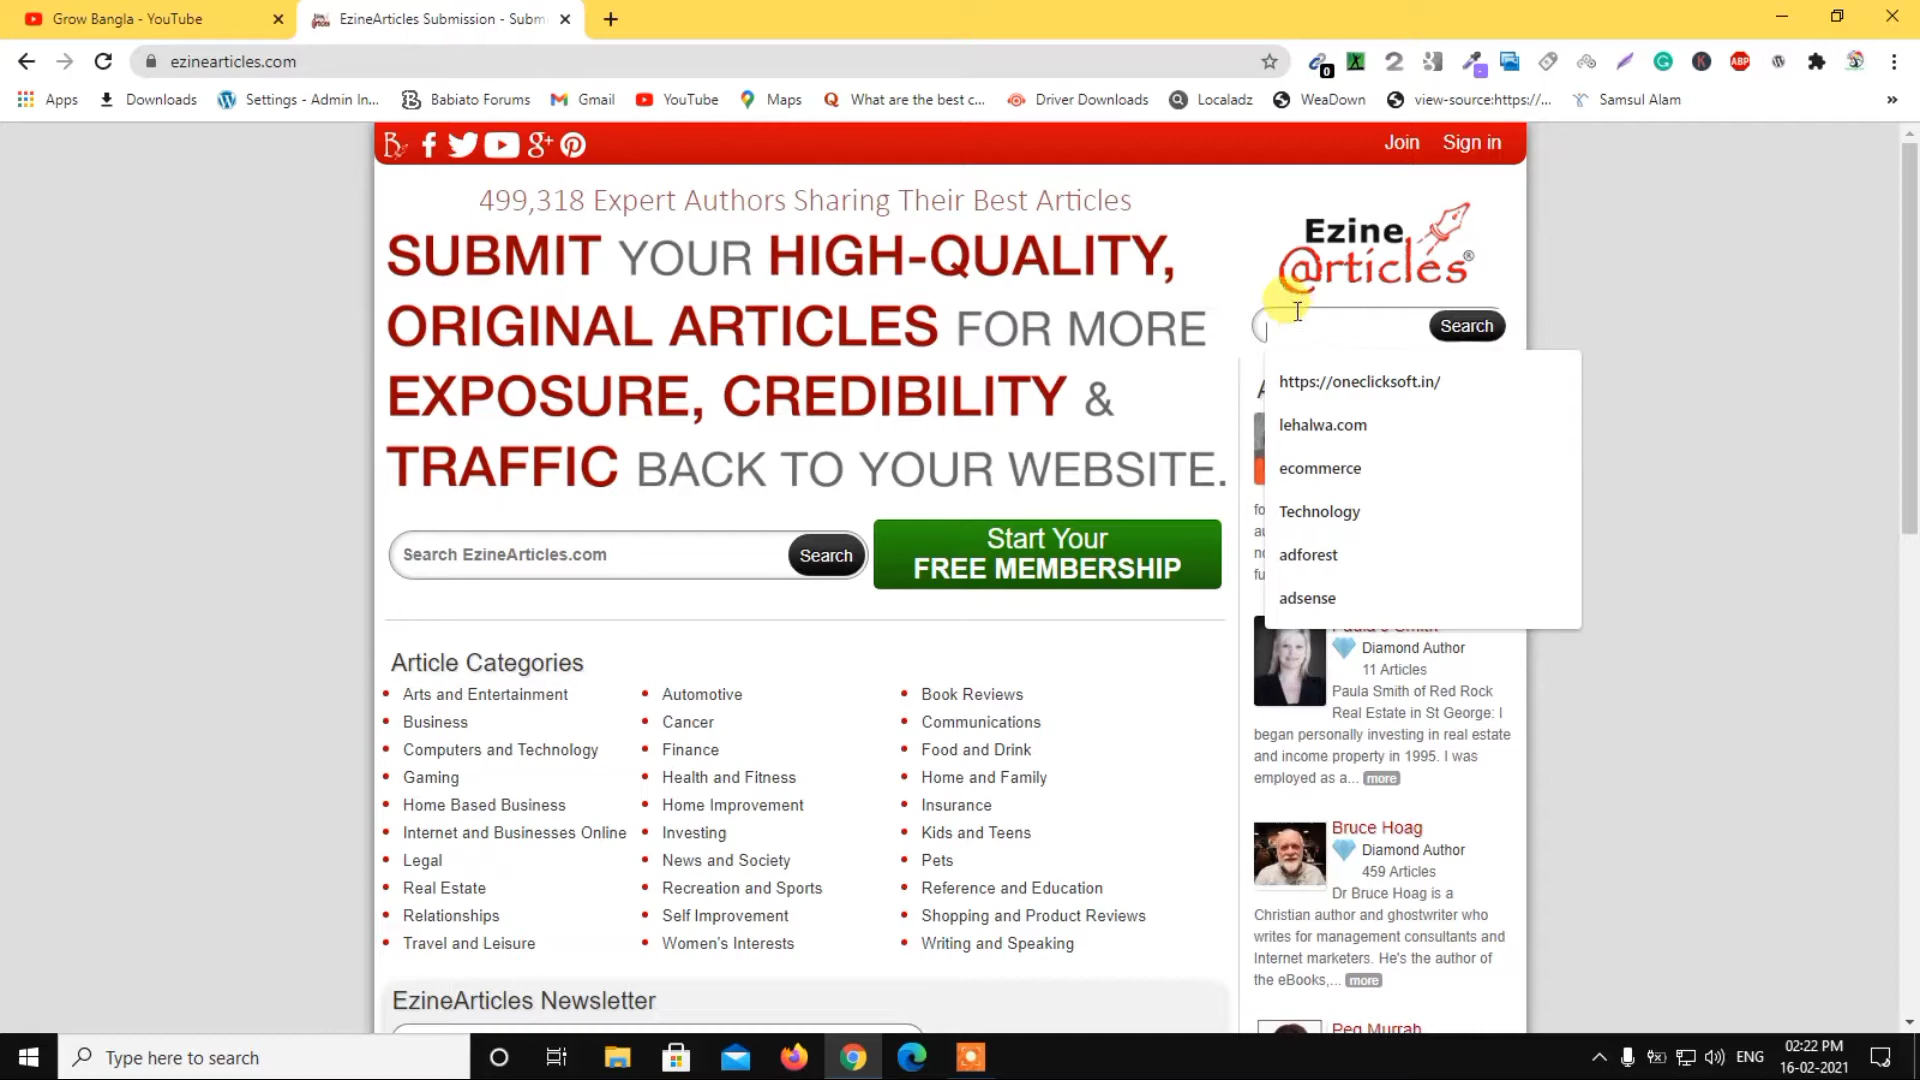 Grow Bangla - YouTube
EzineArticles Submission - Subm
ezinearticles.com
0
Apps
Downloads
Settings - Admin In...
Babiato Forums
Gmail
YouTube
Maps
What are the best c...
Driver Downloads
Localadz
WeaDown
view-source:https://...
Samsul Alam
Join
Sign in
499,318 Expert Authors Sharing Their Best Articles
SUBMIT YOUR HIGH-QUALITY,
ORIGINAL ARTICLES FOR MORE
EXPOSURE, CREDIBILITY &
TRAFFIC BACK TO YOUR WEBSITE.
Ezine
@rticles®
Search
https://oneclicksoft.in/
lehalwa.com
ecommerce
Technology
adforest
adsense
Search EzineArticles.com
Search
Start Your
FREE MEMBERSHIP
Article Categories
Arts and Entertainment
Business
Computers and Technology
Gaming
Home Based Business
Internet and Businesses Online
Legal
Real Estate
Relationships
Travel and Leisure
Automotive
Cancer
Finance
Health and Fitness
Home Improvement
Investing
News and Society
Recreation and Sports
Self Improvement
Women's Interests
Book Reviews
Communications
Food and Drink
Home and Family
Insurance
Kids and Teens
Pets
Reference and Education
Shopping and Product Reviews
Writing and Speaking
Diamond Author
11 Articles
Paula Smith of Red Rock
Real Estate in St George: I
began personally investing in real estate
and income property in 1995. I was
employed as a... more
Bruce Hoag
Diamond Author
459 Articles
Dr Bruce Hoag is a
Christian author and ghostwriter who
writes for management consultants and
Internet marketers. He's the author of
the eBooks,... more
Peg Murrah
EzineArticles Newsletter
Type here to search
ENG
02:22 PM
16-02-2021